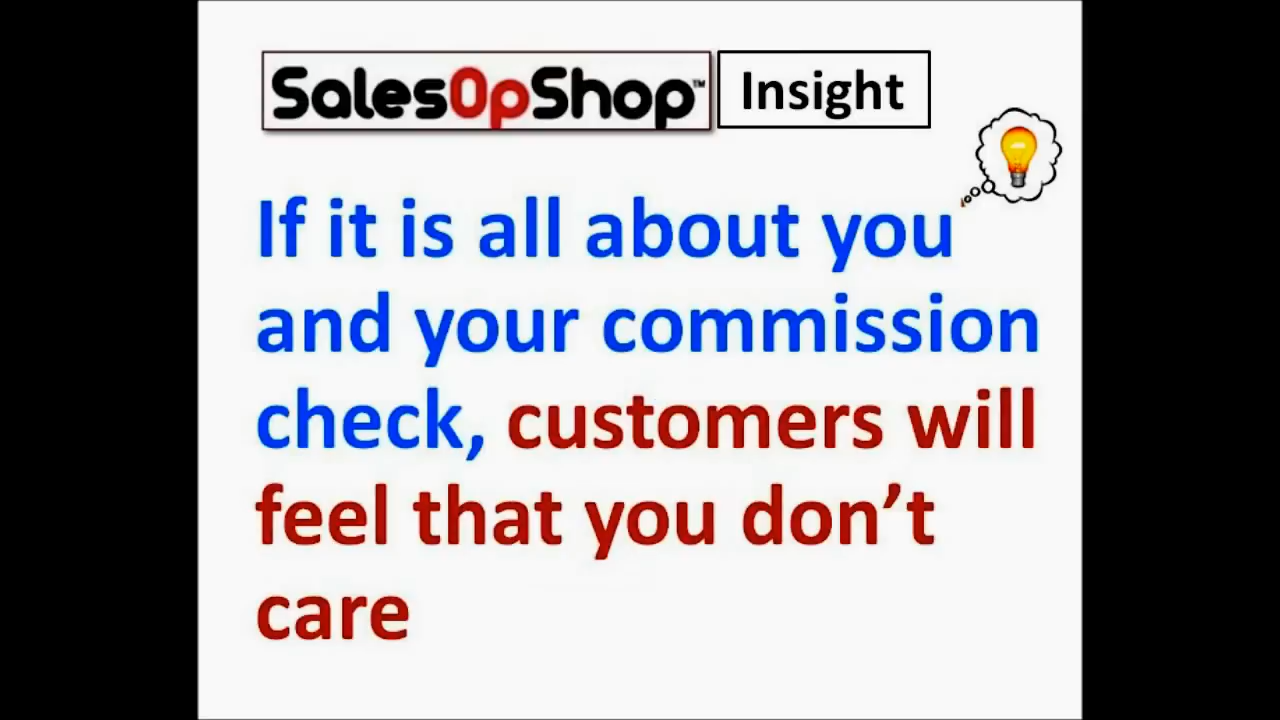 SalesOpShop™ Insight
If it is all about you
and your commission
check, customers will
feel that you don’t
care